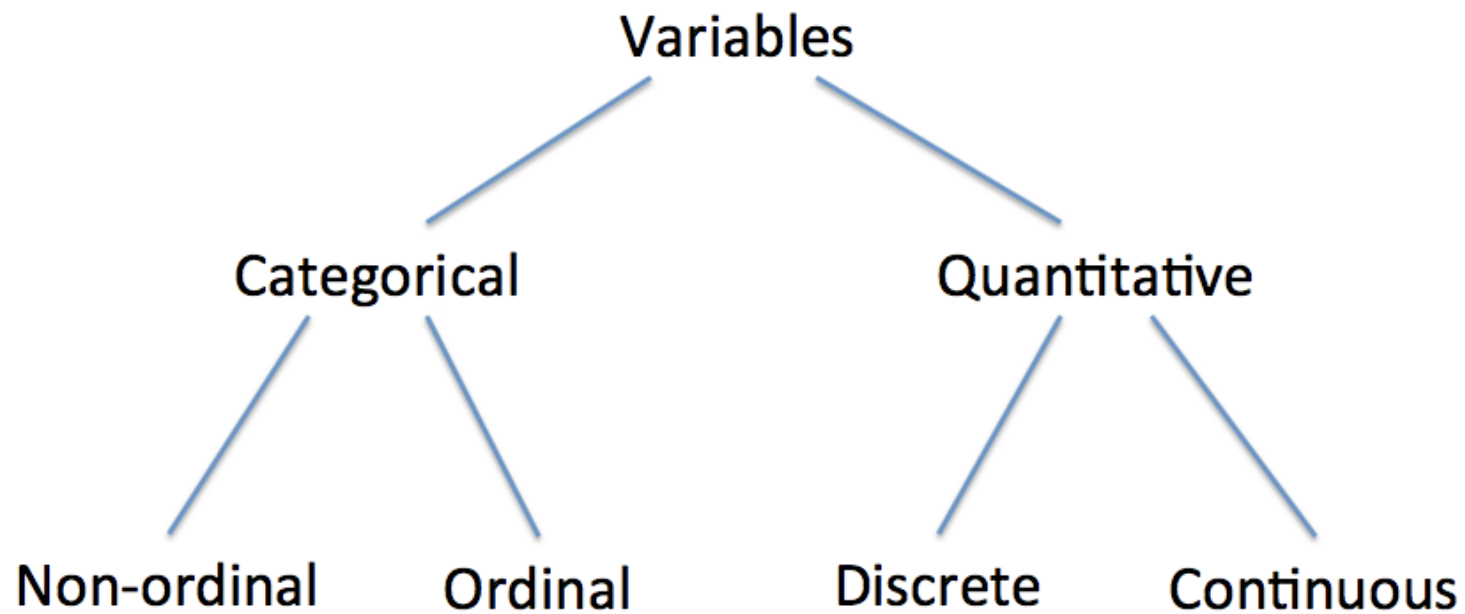 Variables
Categorical Quantitative
Non-ordinal Ordinal Discrete Continuous